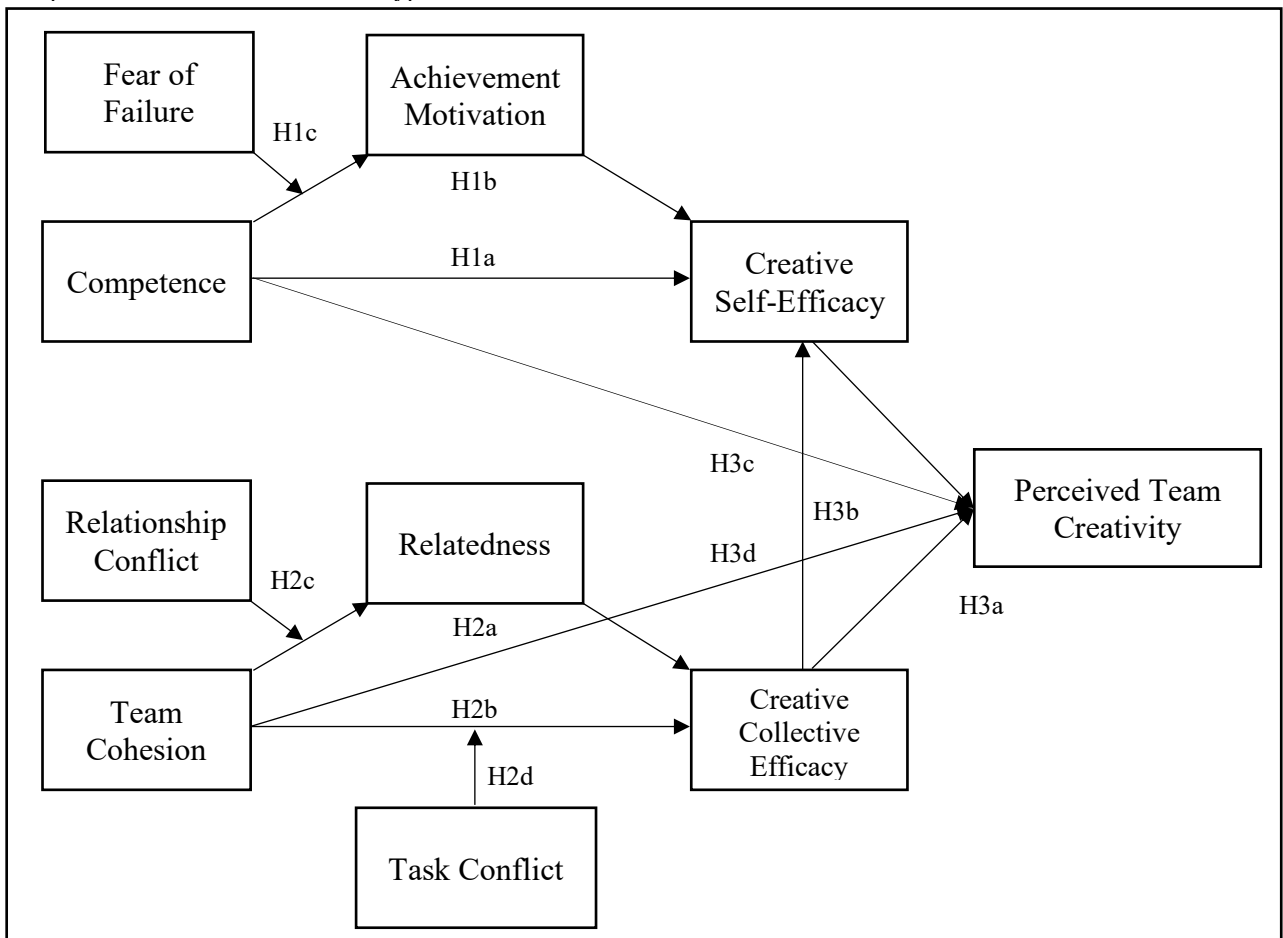 Fear of
Failure
Achievement
Motivation
H1c
H1b
Competence
H1a
Creative
Self-Efficacy
H3c
H3b
Perceived Team
Creativity
Relationship
Conflict
Relatedness
H3d
H2c
H2a
H3a
Team
Cohesion
H2b
Creative
Collective
Efficacy
H2d
Task Conflict